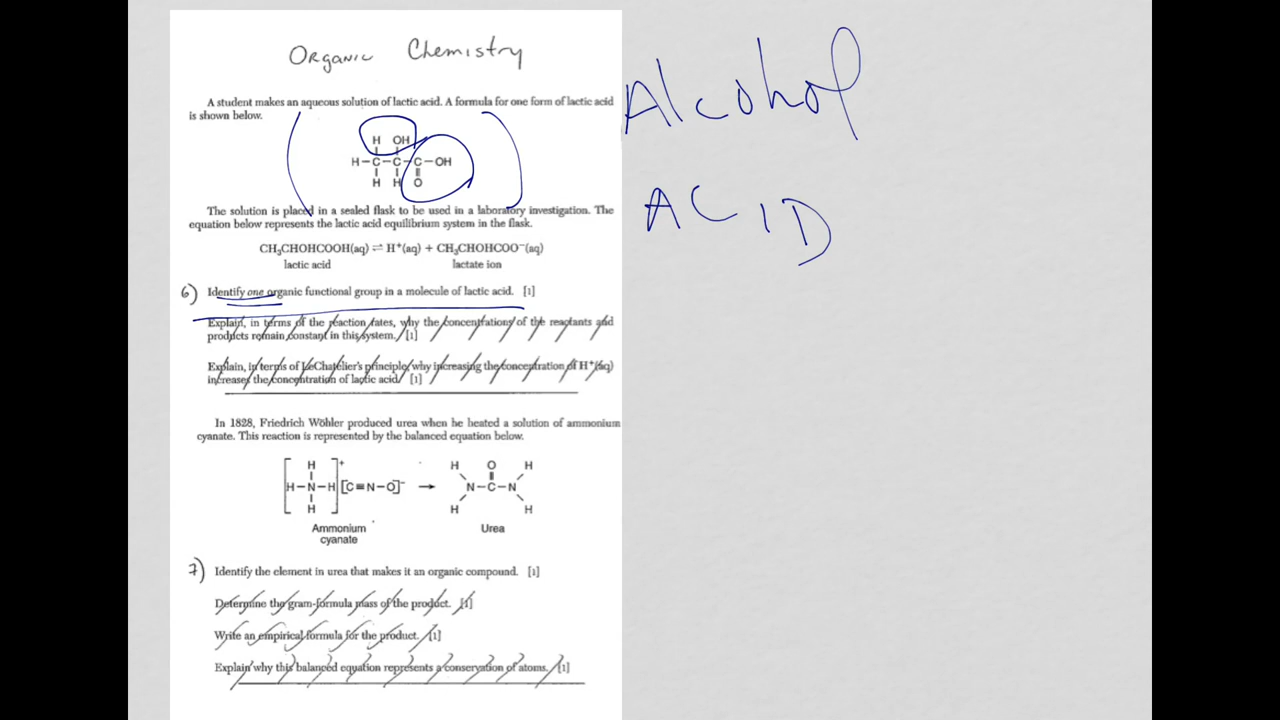 Organic Chemistry
Alcohol
ACID
A student makes an aqueous solution of lactic acid. A formula for one form of lactic acid
is shown below.
H OH
H-C-C-C-OH
H H O
The solution is placed in a sealed flask to be used in a laboratory investigation. The
equation below represents the lactic acid equilibrium system in the flask.
CH₃CHOHCOOH(aq) ⇌ H⁺(aq) + CH₃CHOHCOO⁻(aq)
lactic acid lactate ion
6) Identify one organic functional group in a molecule of lactic acid. [1]
Explain, in terms of the reaction rates, why the concentrations of the reactants and
products remain constant in this system. [1]
Explain, in terms of LeChatelier's principle, why increasing the concentration of H⁺(aq)
increases the concentration of lactic acid. [1]
In 1828, Friedrich Wöhler produced urea when he heated a solution of ammonium
cyanate. This reaction is represented by the balanced equation below.
H + H O H
H-N-H [C≡N-O]⁻ → N-C-N
H H H
Ammonium Urea
cyanate
7) Identify the element in urea that makes it an organic compound. [1]
Determine the gram-formula mass of the product. [1]
Write an empirical formula for the product. [1]
Explain why this balanced equation represents a conservation of atoms. [1]